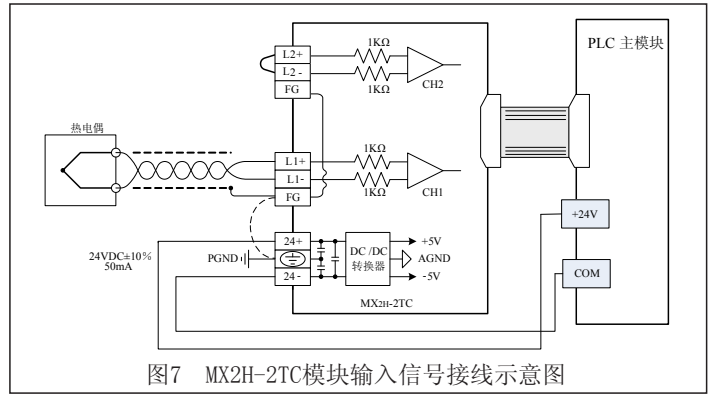 L2+
L2 -
FG
1KΩ
1KΩ
CH2
PLC 主模块
热电偶
L1+
L1-
FG
1KΩ
1KΩ
CH1
24VDC±10%
50mA
PGND
24+
24 -
DC /DC
转换器
+5V
AGND
-5V
MX2H-2TC
+24V
COM
图7 MX2H-2TC模块输入信号接线示意图